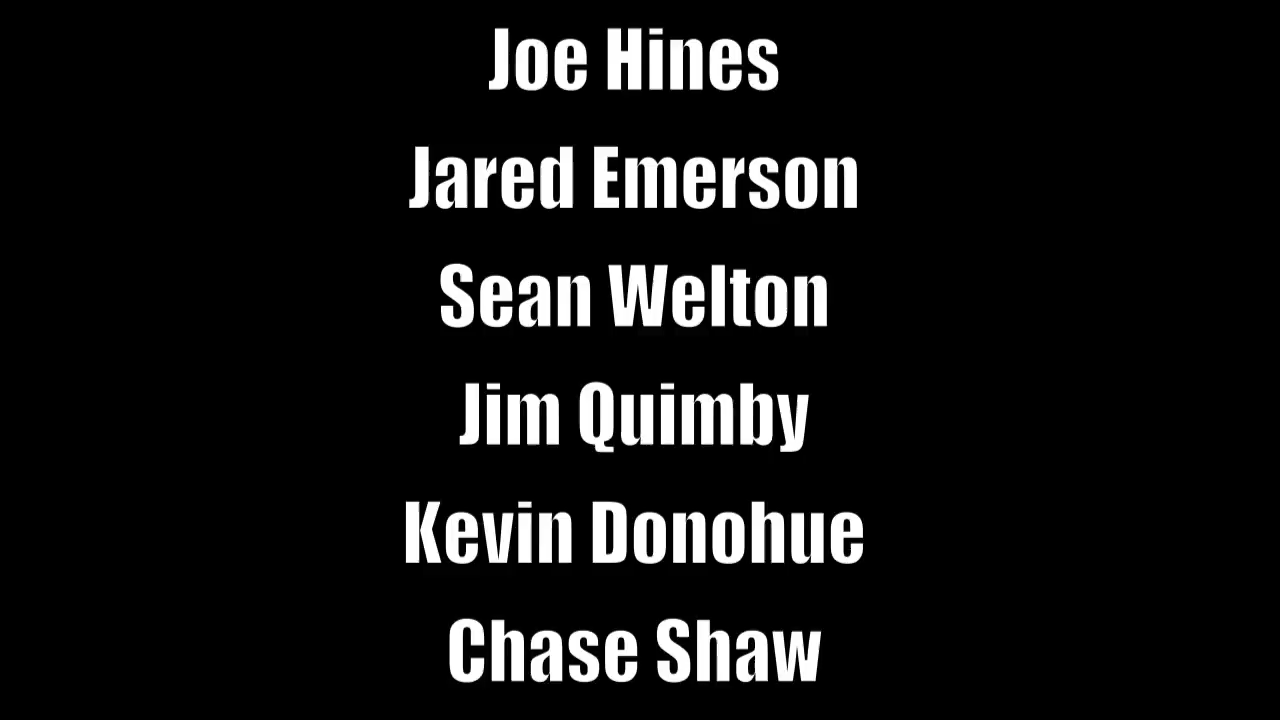 Joe Hines
Jared Emerson
Sean Welton
Jim Quimby
Kevin Donohue
Chase Shaw